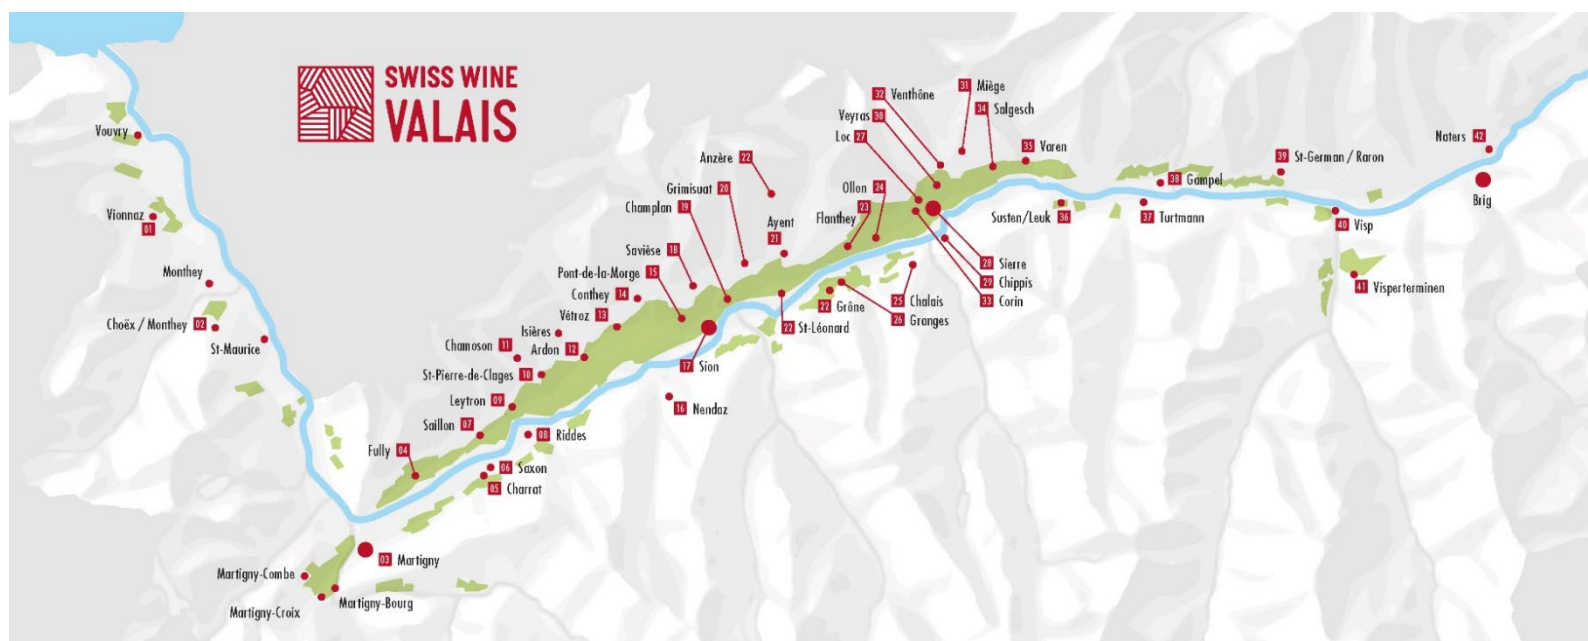 SWISS WINE
VALAIS
Vouvry
Vionnaz
01
Monthey
Choëx / Monthey 02
St-Maurice
03 Martigny
Martigny-Combe
Martigny-Croix
Martigny-Bourg
Fully 04
05 Charrat
06 Saxon
Saillon 07
08 Riddes
Leytron 09
St-Pierre-de-Clages 10
Chamoson 11
Isières
Ardon 12
Vétroz 13
Conthey 14
Pont-de-la-Morge 15
16 Nendaz
17 Sion
Savièse 18
Champlan 19
Grimisuat 20
Anzère 22
Ayent
21
22 St-Léonard
22 Grône
Flanthey 23
Ollon 24
25 Chalais
26 Granges
Loc 27
28 Sierre
29 Chippis
33 Corin
Veyras 30
32 Venthône
31 Miège
34 Salgesch
35 Varen
Susten/Leuk 36
37 Turtmann
38 Gampel
39 St-German / Raron
40 Visp
41 Visperterminen
Naters 42
Brig